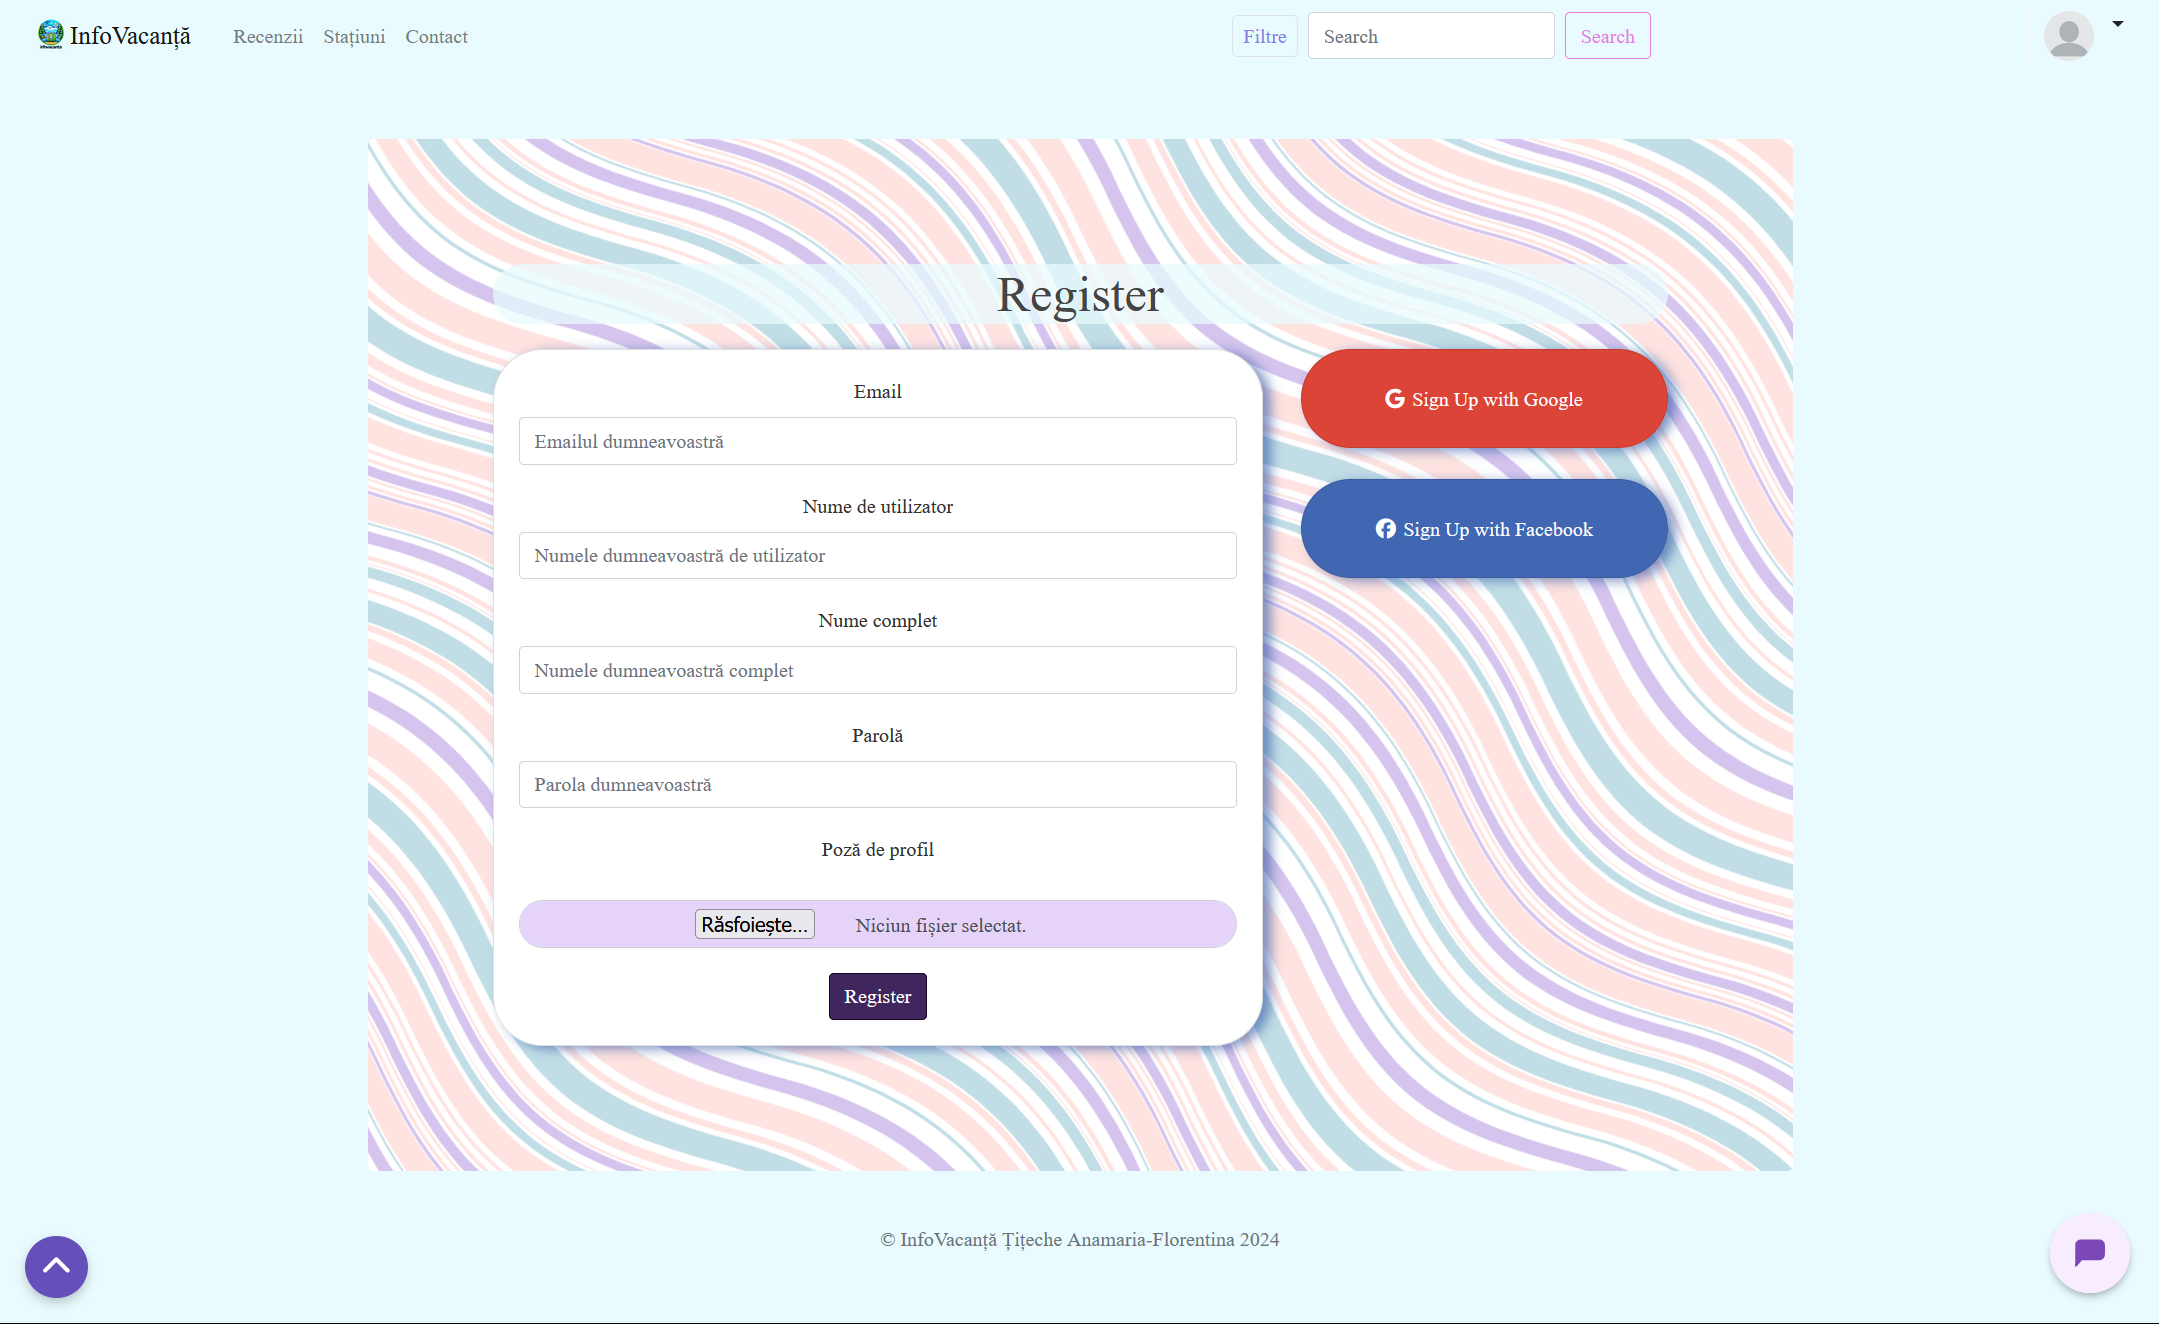 InfoVacanță
Recenzii Stațiuni Contact
Filtre Search Search
Register
Email
Emailul dumneavoastră
Nume de utilizator
Numele dumneavoastră de utilizator
Nume complet
Numele dumneavoastră complet
Parolă
Parola dumneavoastră
Poză de profil
Răsfoiește... Niciun fișier selectat.
Register
Sign Up with Google
Sign Up with Facebook
© InfoVacanță Țițeche Anamaria-Florentina 2024